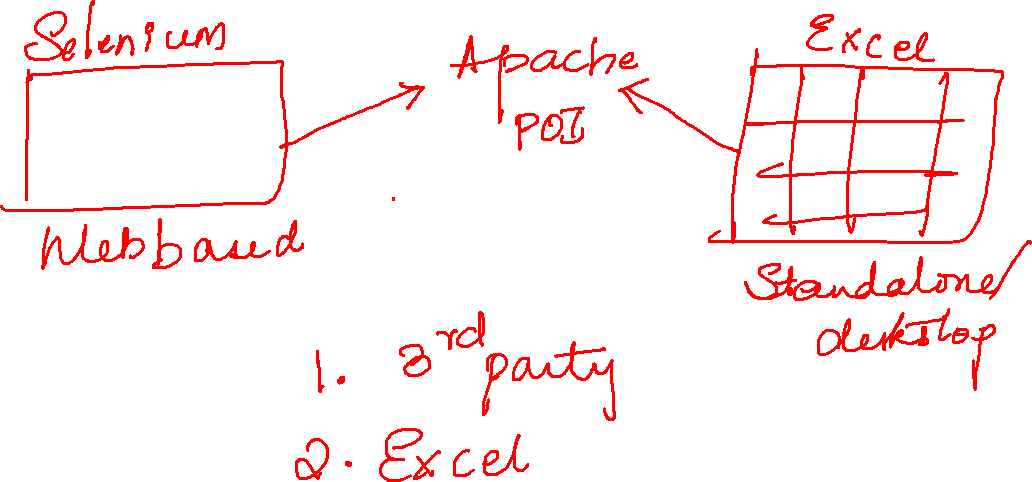 Selenium
Apache
POI
Excel
Webbased
Standalone/
desktop
1. 3rd party
2. Excel